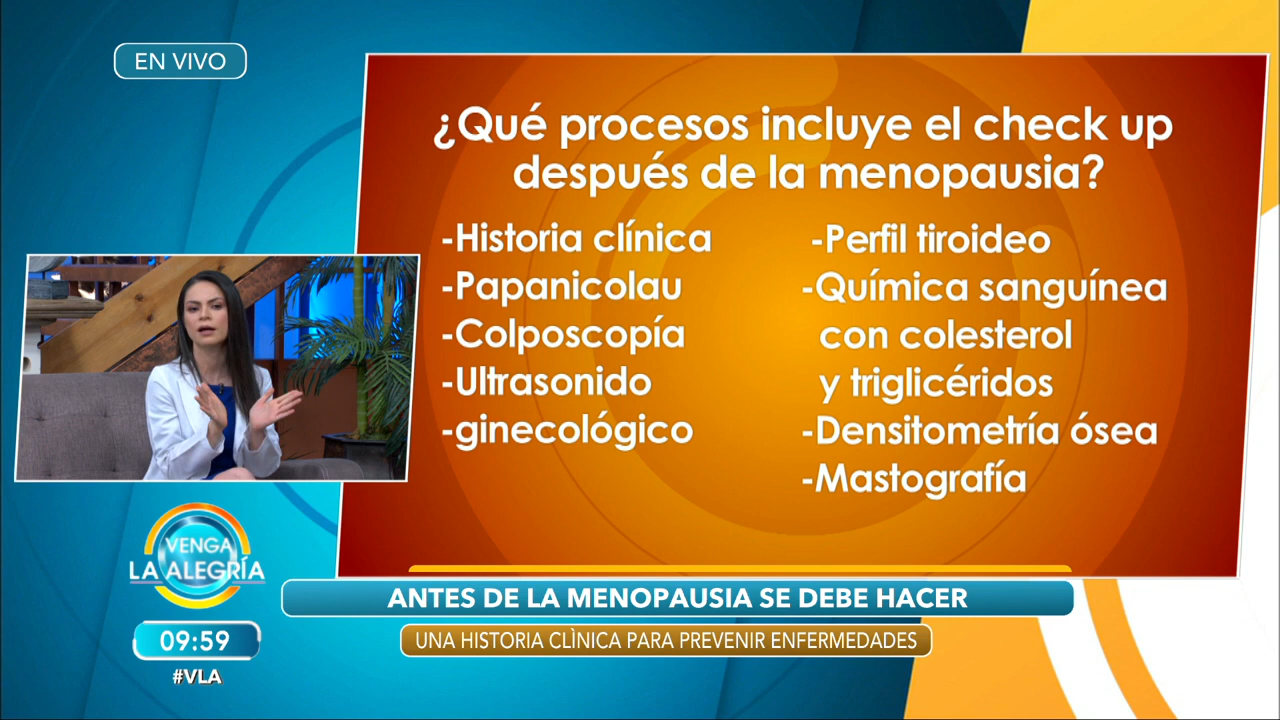 EN VIVO
¿Qué procesos incluye el check up
después de la menopausia?
-Historia clínica
-Papanicolau
-Colposcopía
-Ultrasonido
-ginecológico
-Perfil tiroideo
-Química sanguínea
con colesterol
y triglicéridos
-Densitometría ósea
-Mastografía
VENGA
LA ALEGRÍA
ANTES DE LA MENOPAUSIA SE DEBE HACER
UNA HISTORIA CLÌNICA PARA PREVENIR ENFERMEDADES
09:59
#VLA